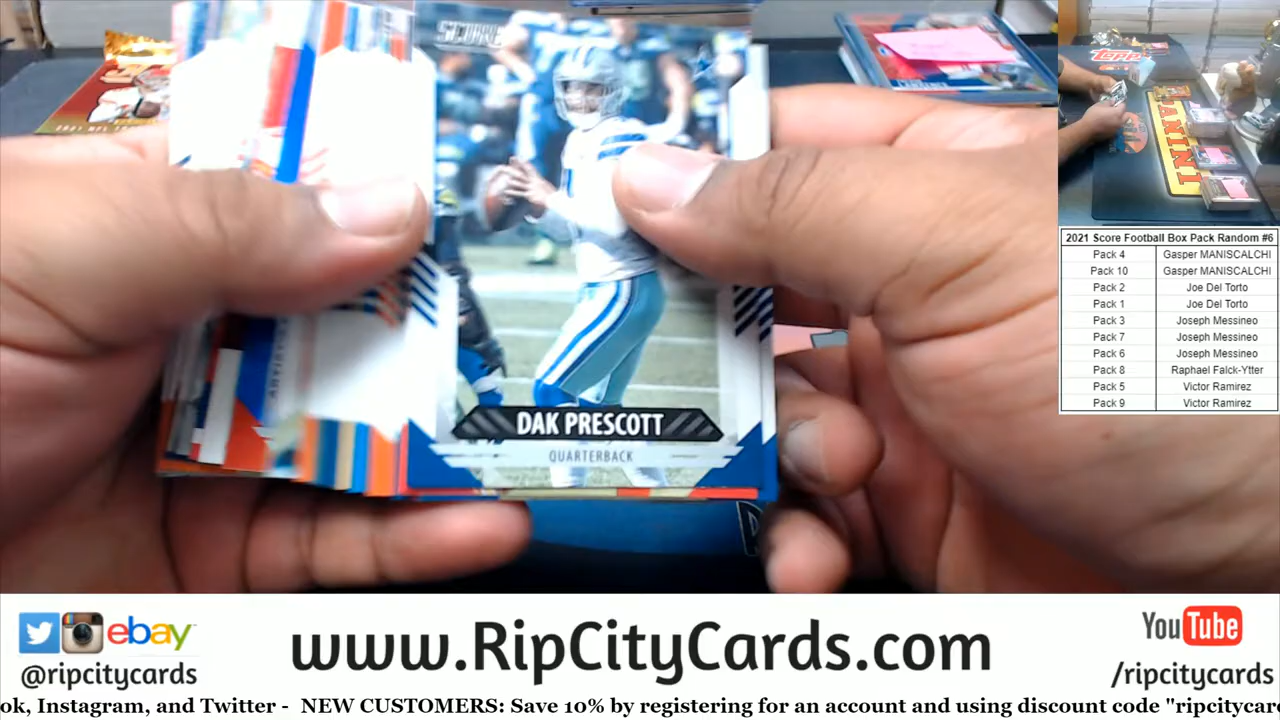 SCORE
DAK PRESCOTT
QUARTERBACK
Topps
PANINI
2021 Score Football Box Pack Random #6
Pack 4 Gasper MANISCALCHI
Pack 10 Gasper MANISCALCHI
Pack 2 Joe Del Torto
Pack 1 Joe Del Torto
Pack 3 Joseph Messineo
Pack 7 Joseph Messineo
Pack 6 Joseph Messineo
Pack 8 Raphael Falck-Ytter
Pack 5 Victor Ramirez
Pack 9 Victor Ramirez
ebay
@ripcitycards
www.RipCityCards.com
YouTube
/ripcitycards
ok, Instagram, and Twitter - NEW CUSTOMERS: Save 10% by registering for an account and using discount code "ripcitycar